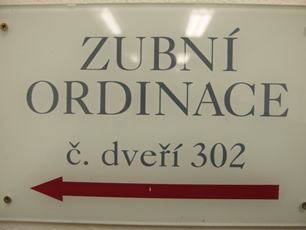 ZUBNÍ
ORDINACE
č. dveří 302